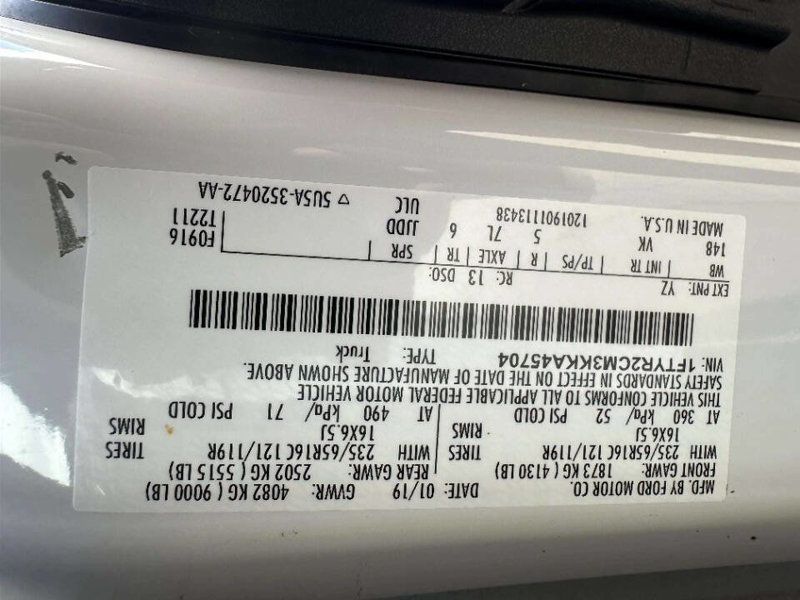 MFD. BY FORD MOTOR CO. DATE: 01/19 GVWR: 4082 KG ( 9000 LB)
FRONT GAWR: 1873 KG ( 4130 LB) REAR GAWR: 2502 KG ( 5515 LB)
WITH 235/65R16C 121/119R TIRES WITH 235/65R16C 121/119R TIRES
16X6.5J RIMS 16X6.5J RIMS
AT 360 kPa/ 52 PSI COLD AT 490 kPa/ 71 PSI COLD
THIS VEHICLE CONFORMS TO ALL APPLICABLE FEDERAL MOTOR VEHICLE
SAFETY STANDARDS IN EFFECT ON THE DATE OF MANUFACTURE SHOWN ABOVE.
VIN: 1FTYR2CM3KKA45704 TYPE: Truck
EXT PNT: YZ RC: 13 DSO:
WB INT TR TP/PS R AXLE TR SPR F0916
148 VK 5 7L 6 JJDD T2211
MADE IN U.S.A. 1201901113438 ULC
▽ 5U5A-3520472-AA